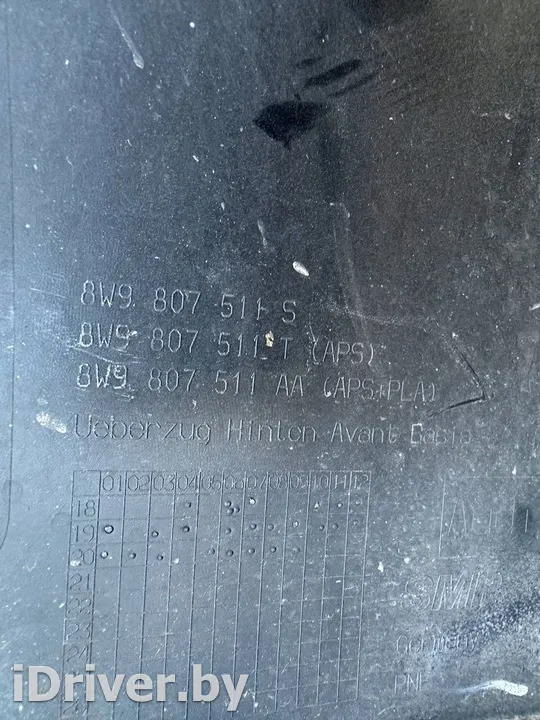 8W9 807 511 S
8W9 807 511 T (APS)
8W9 807 511 AA (APS+PLA)
Ueberzug Hinten Avant Basis
01 02 03 04 05 06 07 08 09 10 11 12
18
19
20
21
22
23
24
Germany
iDriver.by